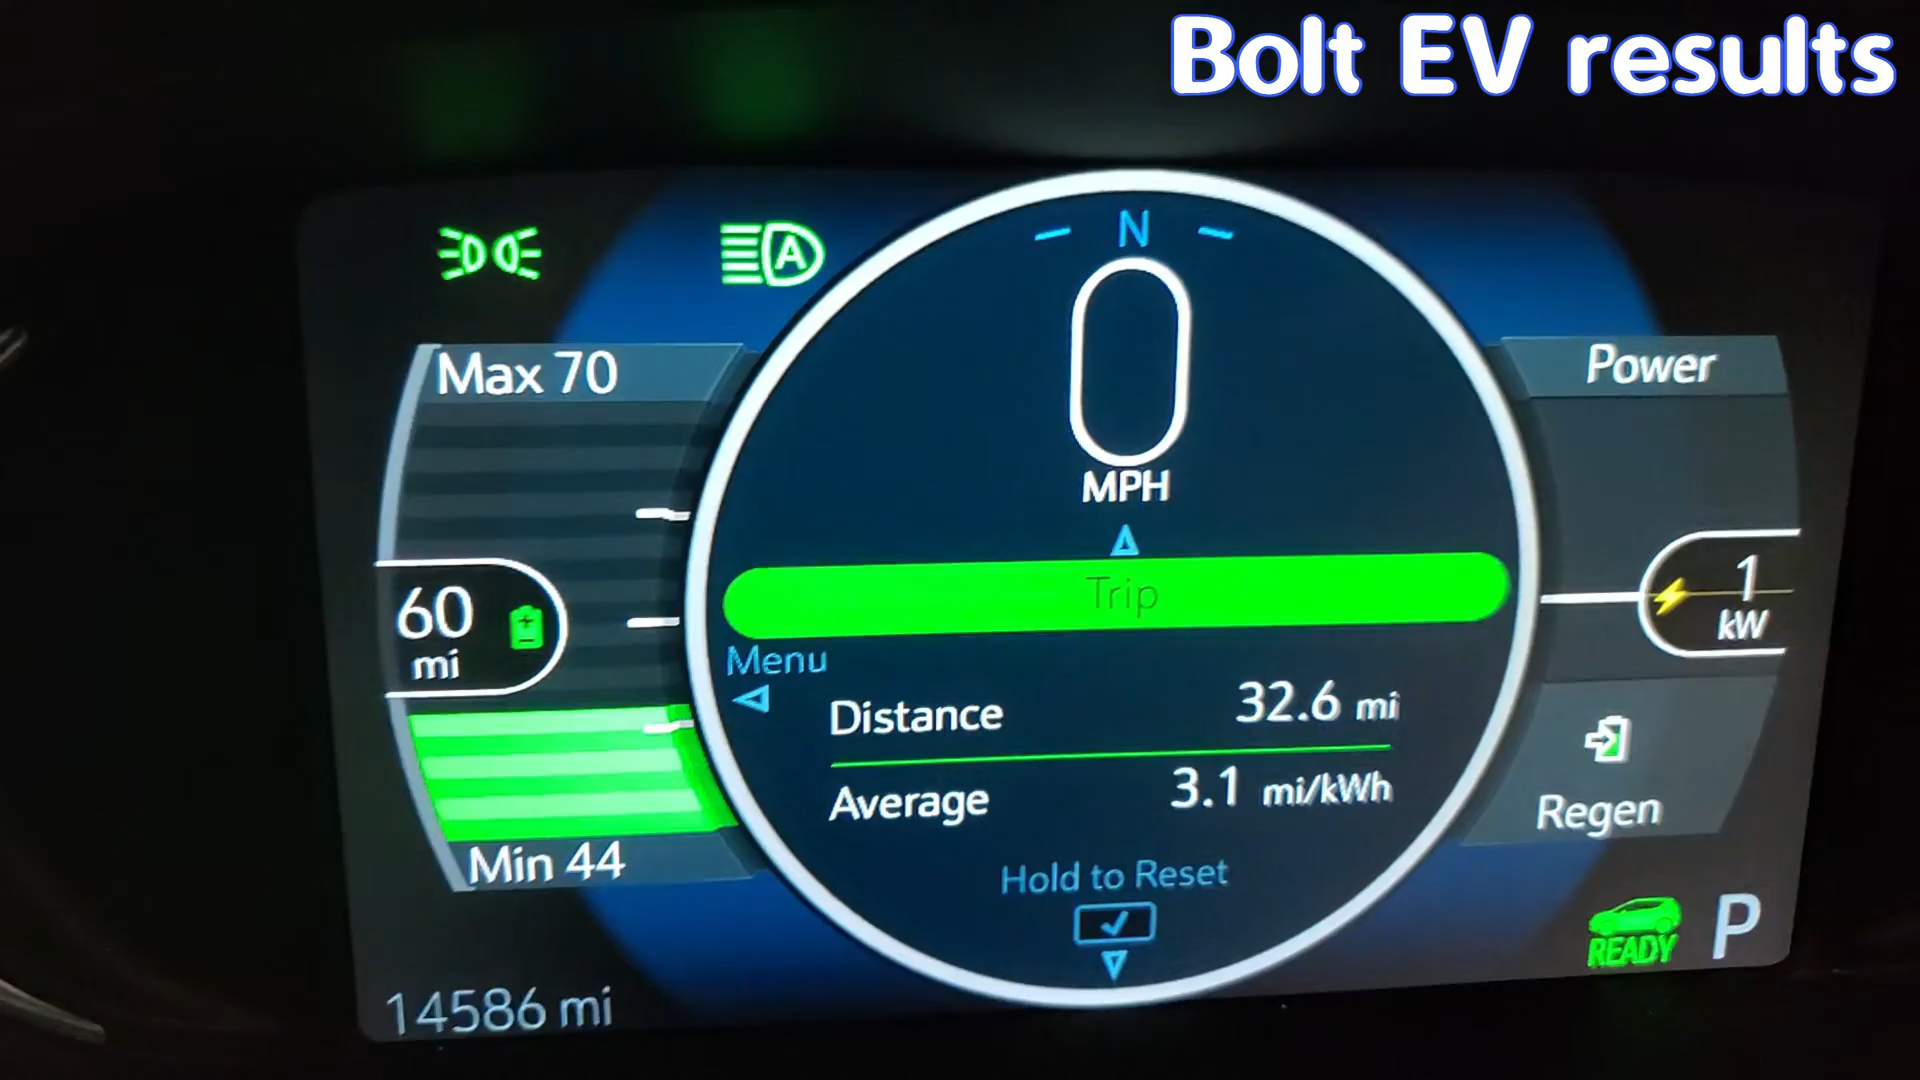 Bolt EV results
N
A
Max 70
0
MPH
Power
Trip
60
mi
1
kW
Menu
Distance 32.6 mi
Average 3.1 mi/kWh
Regen
Min 44
Hold to Reset
READY
P
14586 mi